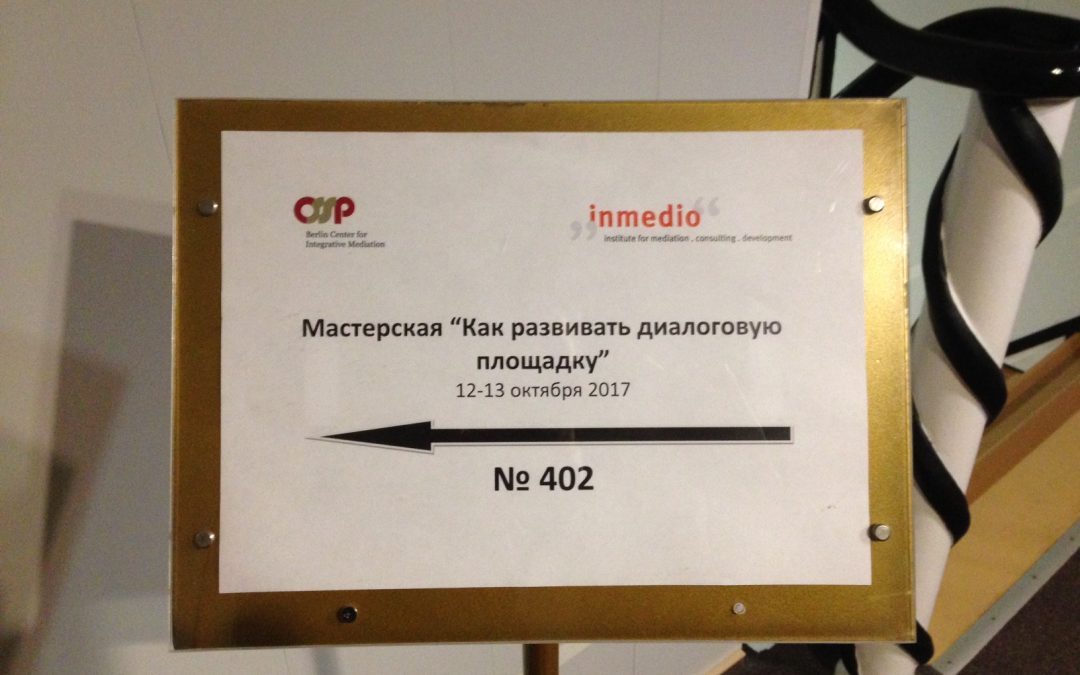 CSSP
Berlin Center for
Integrative Mediation
„inmedio“
institute for mediation . consulting . development
Мастерская “Как развивать диалоговую
площадку”
12-13 октября 2017
№ 402